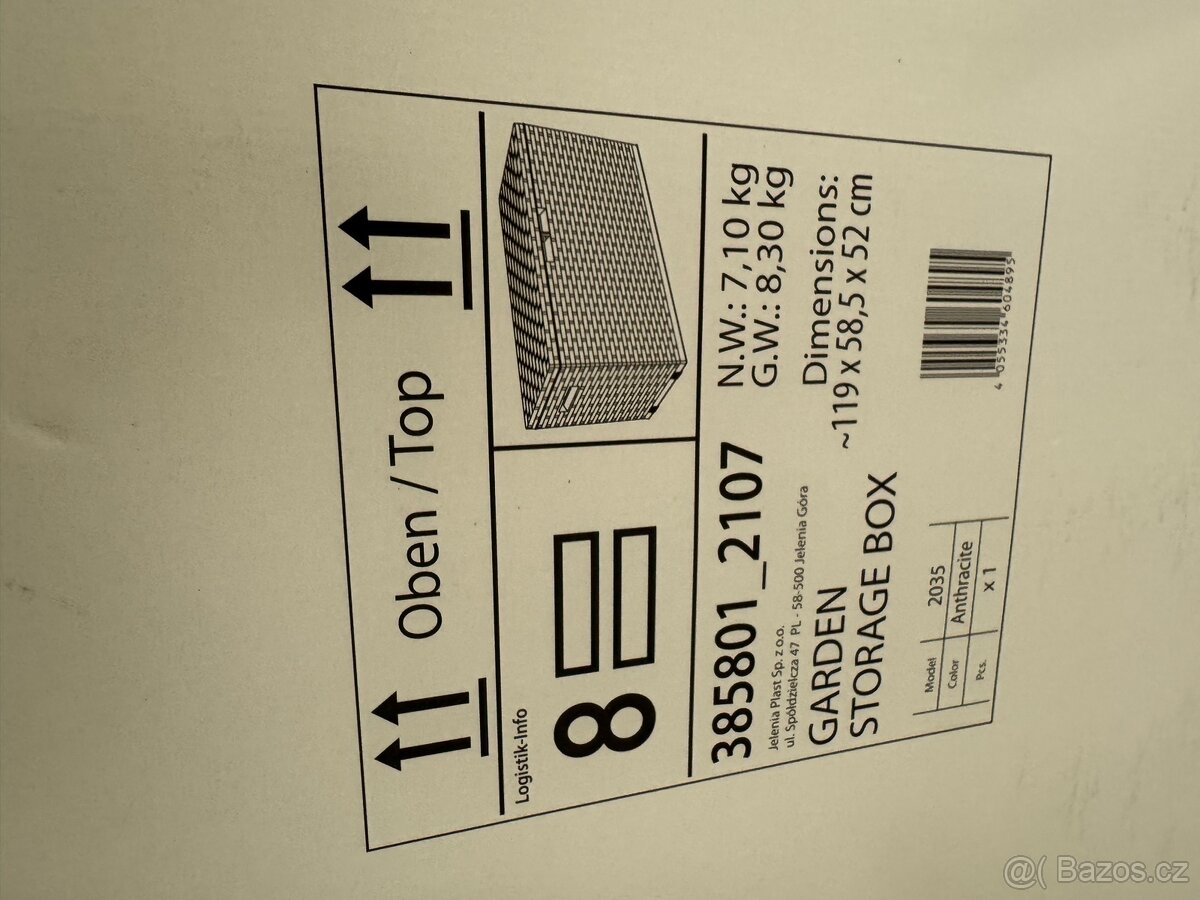 Oben / Top
Logistik-Info
8
385801_2107
Jelenia Plast Sp. z o.o.
ul. Spółdzielcza 47 PL - 58-500 Jelenia Góra
GARDEN
STORAGE BOX
N.W.: 7,10 kg
G.W.: 8,30 kg
Dimensions:
~119 x 58,5 x 52 cm
Model 2035
Color Anthracite
Pcs. x 1
4 055334 604895
@( Bazos.cz